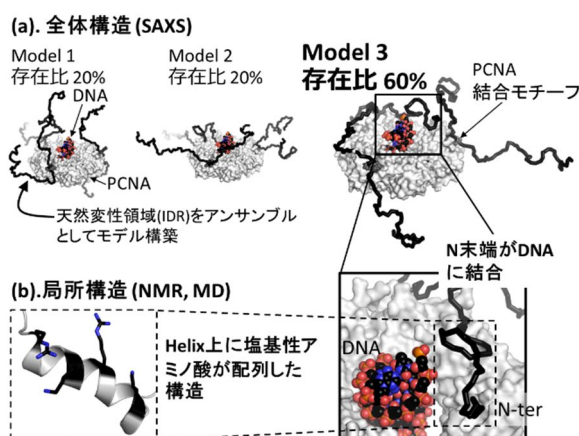 (a). 全体構造 (SAXS)
Model 1
存在比 20%
DNA
Model 2
存在比 20%
Model 3
存在比 60%
PCNA
結合モチーフ
PCNA
天然変性領域(IDR)をアンサンブル
としてモデル構築
N末端がDNA
に結合
(b).局所構造 (NMR, MD)
Helix上に塩基性ア
ミノ酸が配列した
構造
DNA
N-ter